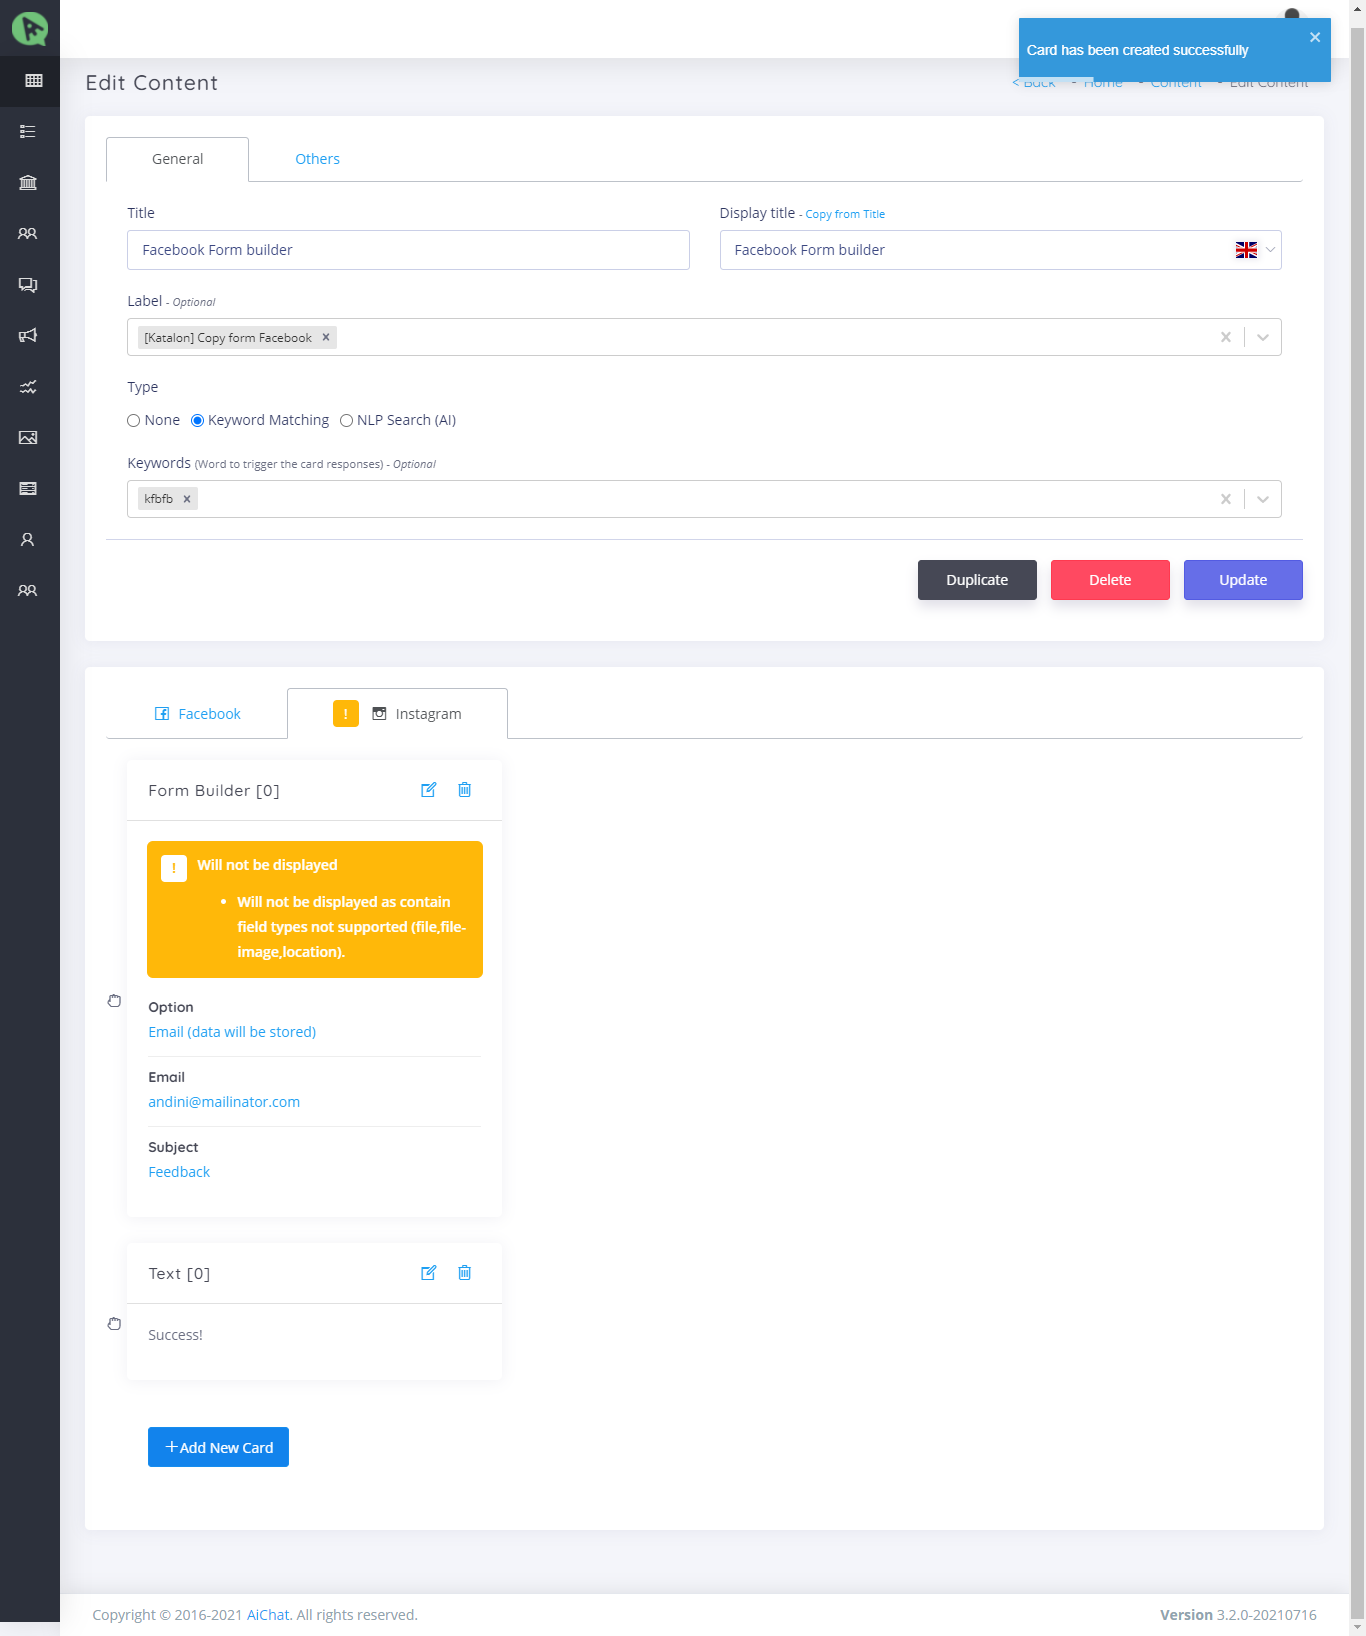 Card has been created successfully
Edit Content
< Back - Home - Content - Edit Content
General
Others
Title
Display title - Copy from Title
Facebook Form builder
Facebook Form builder
Label - Optional
[Katalon] Copy form Facebook
Type
None
Keyword Matching
NLP Search (AI)
Keywords (Word to trigger the card responses) - Optional
kfbfb
Duplicate
Delete
Update
Facebook
! Instagram
Form Builder [0]
! Will not be displayed
• Will not be displayed as contain
field types not supported (file,file-
image,location).
Option
Email (data will be stored)
Email
andini@mailinator.com
Subject
Feedback
Text [0]
Success!
+Add New Card
Copyright © 2016-2021 AiChat. All rights reserved.
Version 3.2.0-20210716